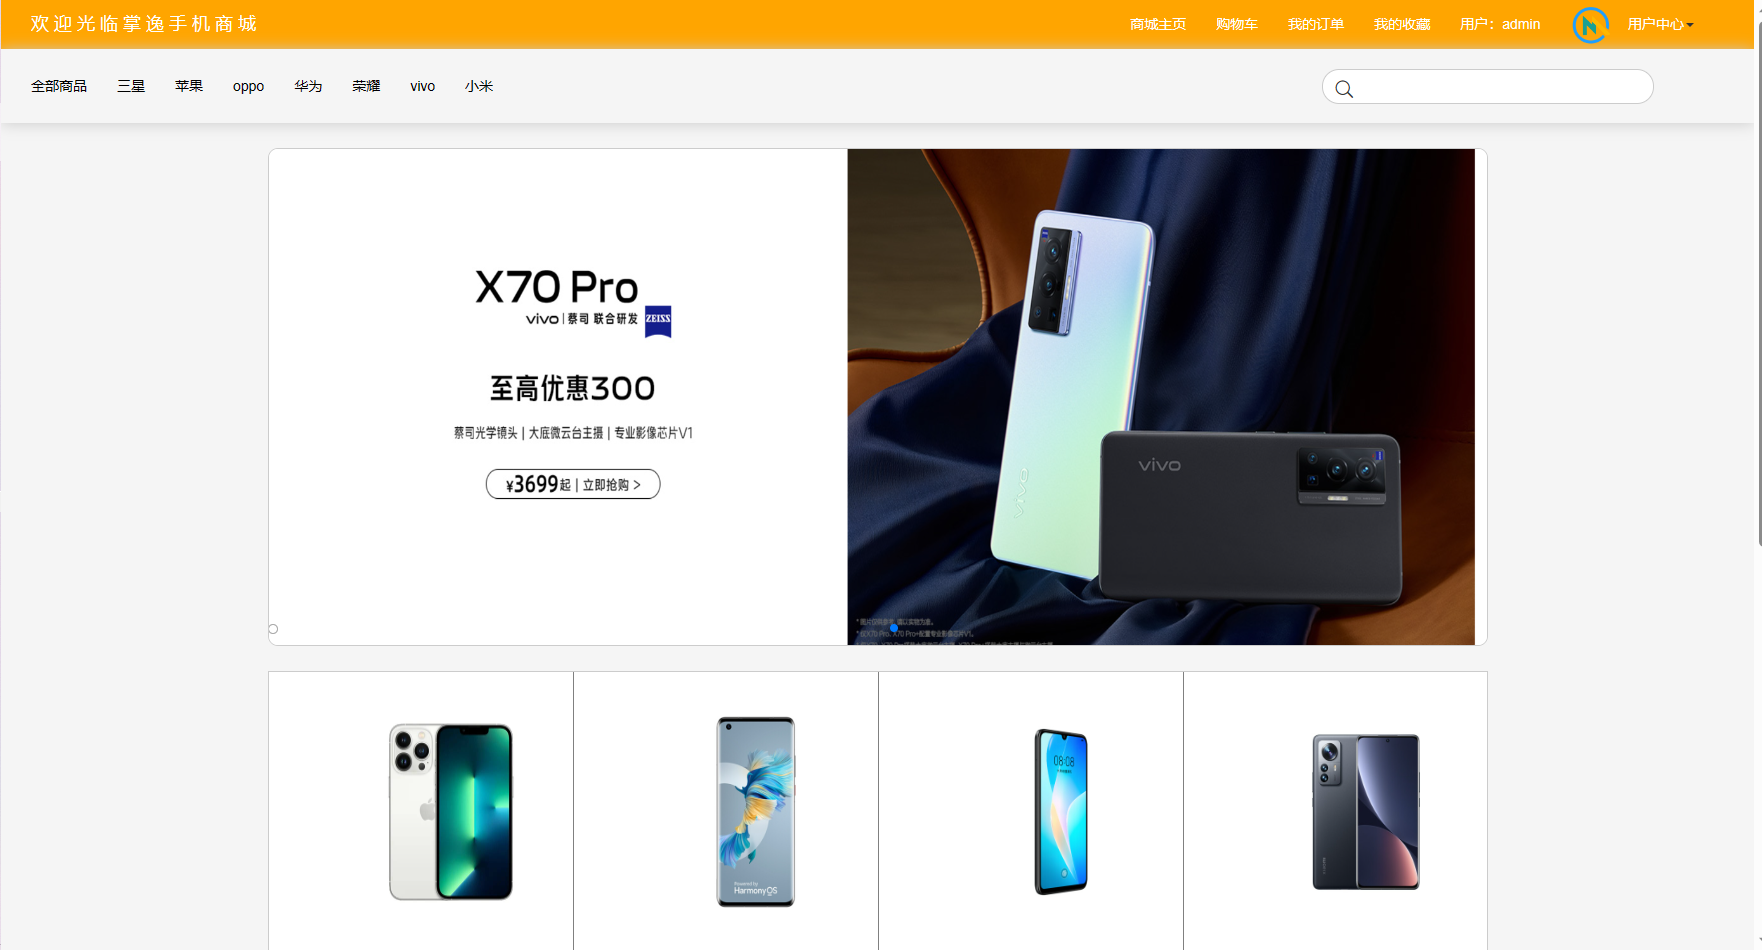 欢迎光临掌逸手机商城
商城主页 购物车 我的订单 我的收藏 用户：admin 用户中心
全部商品 三星 苹果 oppo 华为 荣耀 vivo 小米
X70 Pro
vivo | 蔡司 联合研发 ZEISS
至高优惠300
蔡司光学镜头 | 大底微云台主摄 | 专业影像芯片V1
¥3699起 | 立即抢购 >
vivo
vivo
08:08
Powered by
HarmonyOS